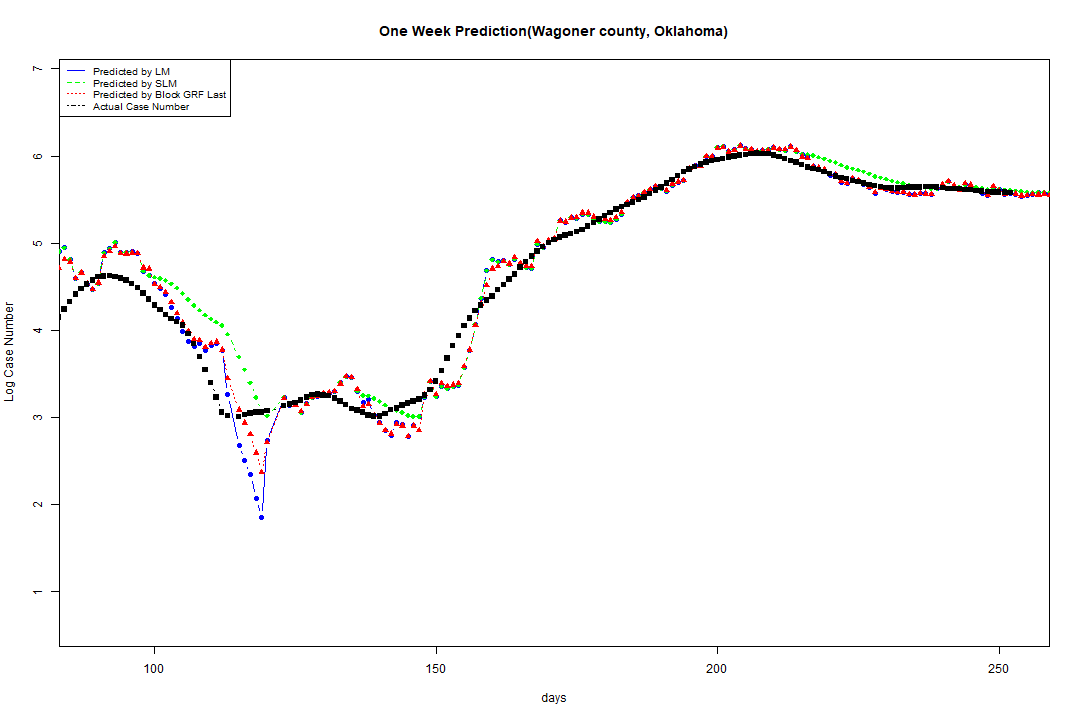 One Week Prediction(Wagoner county, Oklahoma)
Predicted by LM
Predicted by SLM
Predicted by Block GRF Last
Actual Case Number
7
6
5
4
3
2
1
Log Case Number
100
150
200
250
days